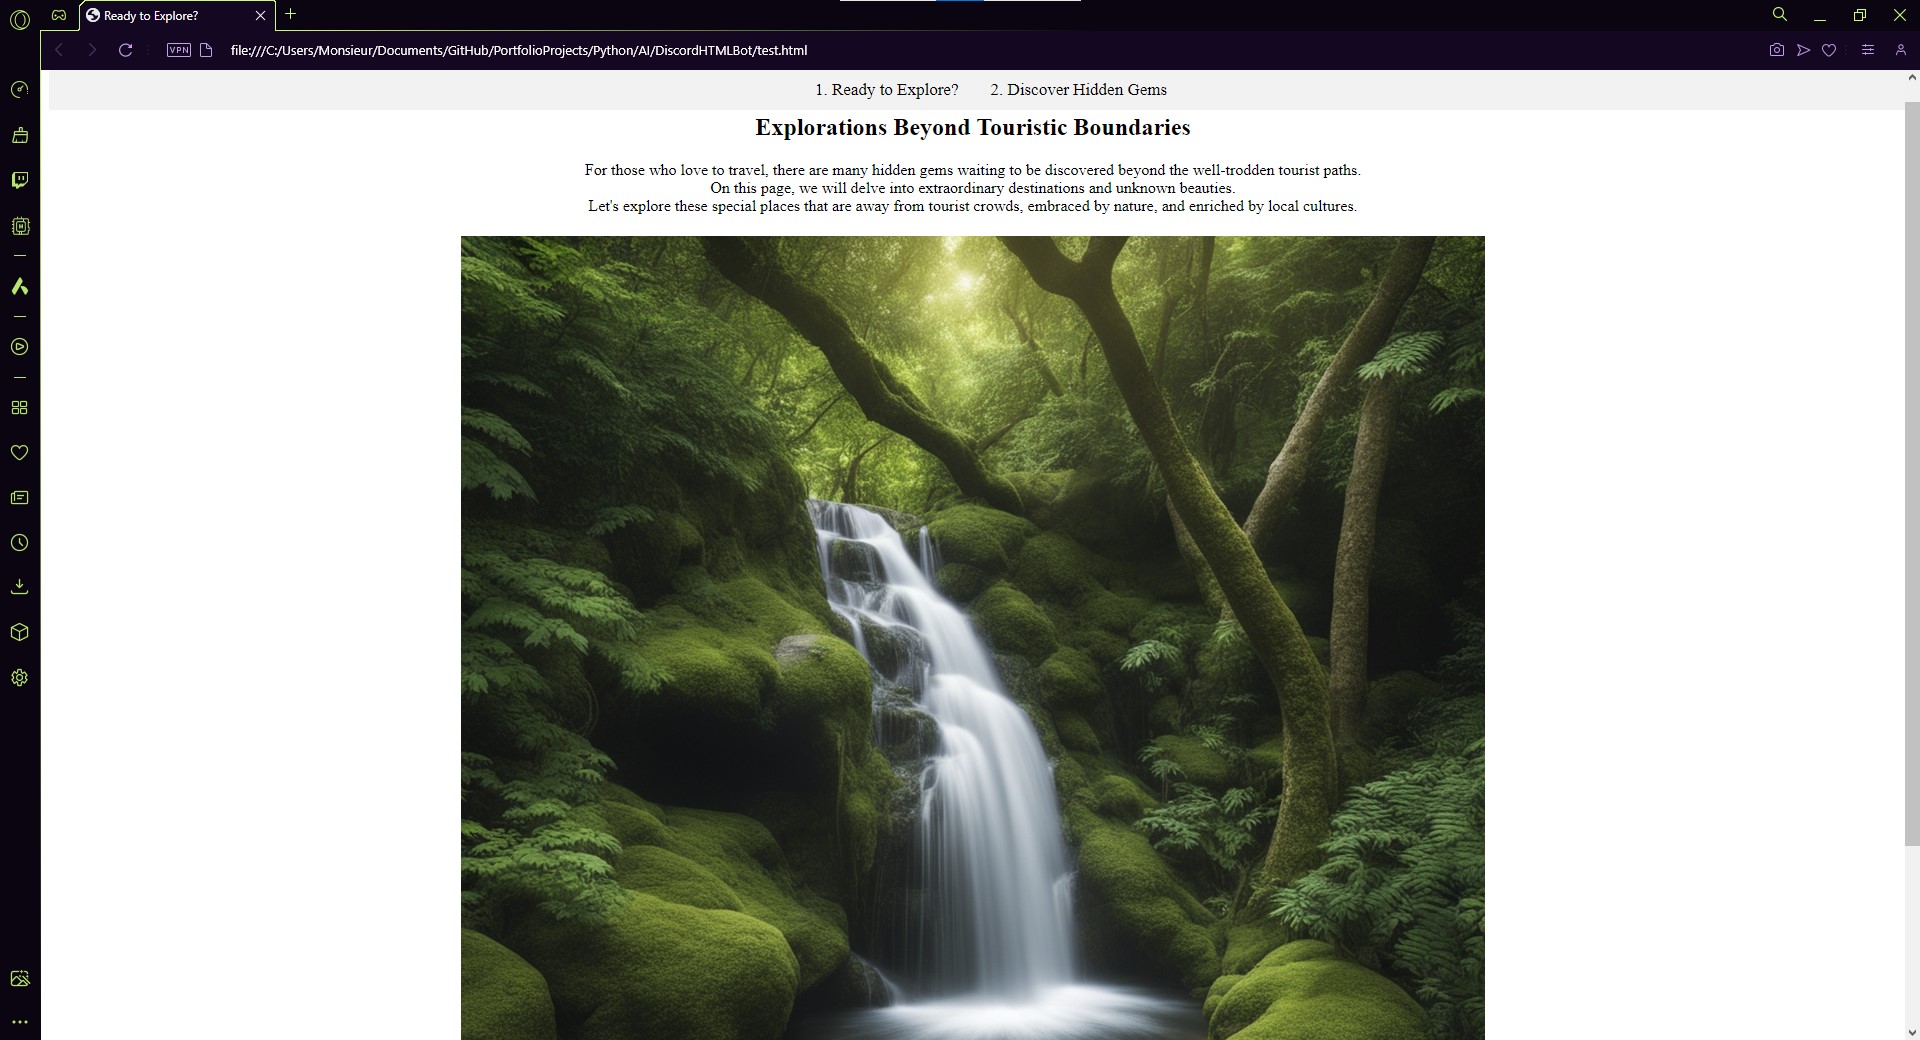 Ready to Explore?
VPN
file:///C:/Users/Monsieur/Documents/GitHub/PortfolioProjects/Python/AI/DiscordHTMLBot/test.html
1. Ready to Explore? 2. Discover Hidden Gems
Explorations Beyond Touristic Boundaries
For those who love to travel, there are many hidden gems waiting to be discovered beyond the well-trodden tourist paths.
On this page, we will delve into extraordinary destinations and unknown beauties.
Let's explore these special places that are away from tourist crowds, embraced by nature, and enriched by local cultures.